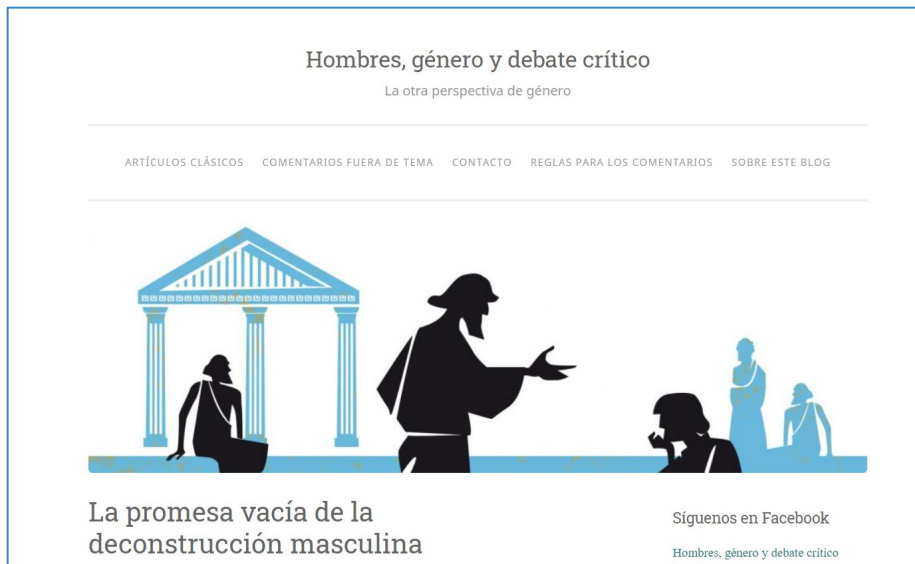 Hombres, género y debate crítico
La otra perspectiva de género
ARTÍCULOS CLÁSICOS COMENTARIOS FUERA DE TEMA CONTACTO REGLAS PARA LOS COMENTARIOS SOBRE ESTE BLOG
La promesa vacía de la
deconstrucción masculina
Síguenos en Facebook
Hombres, género y debate crítico